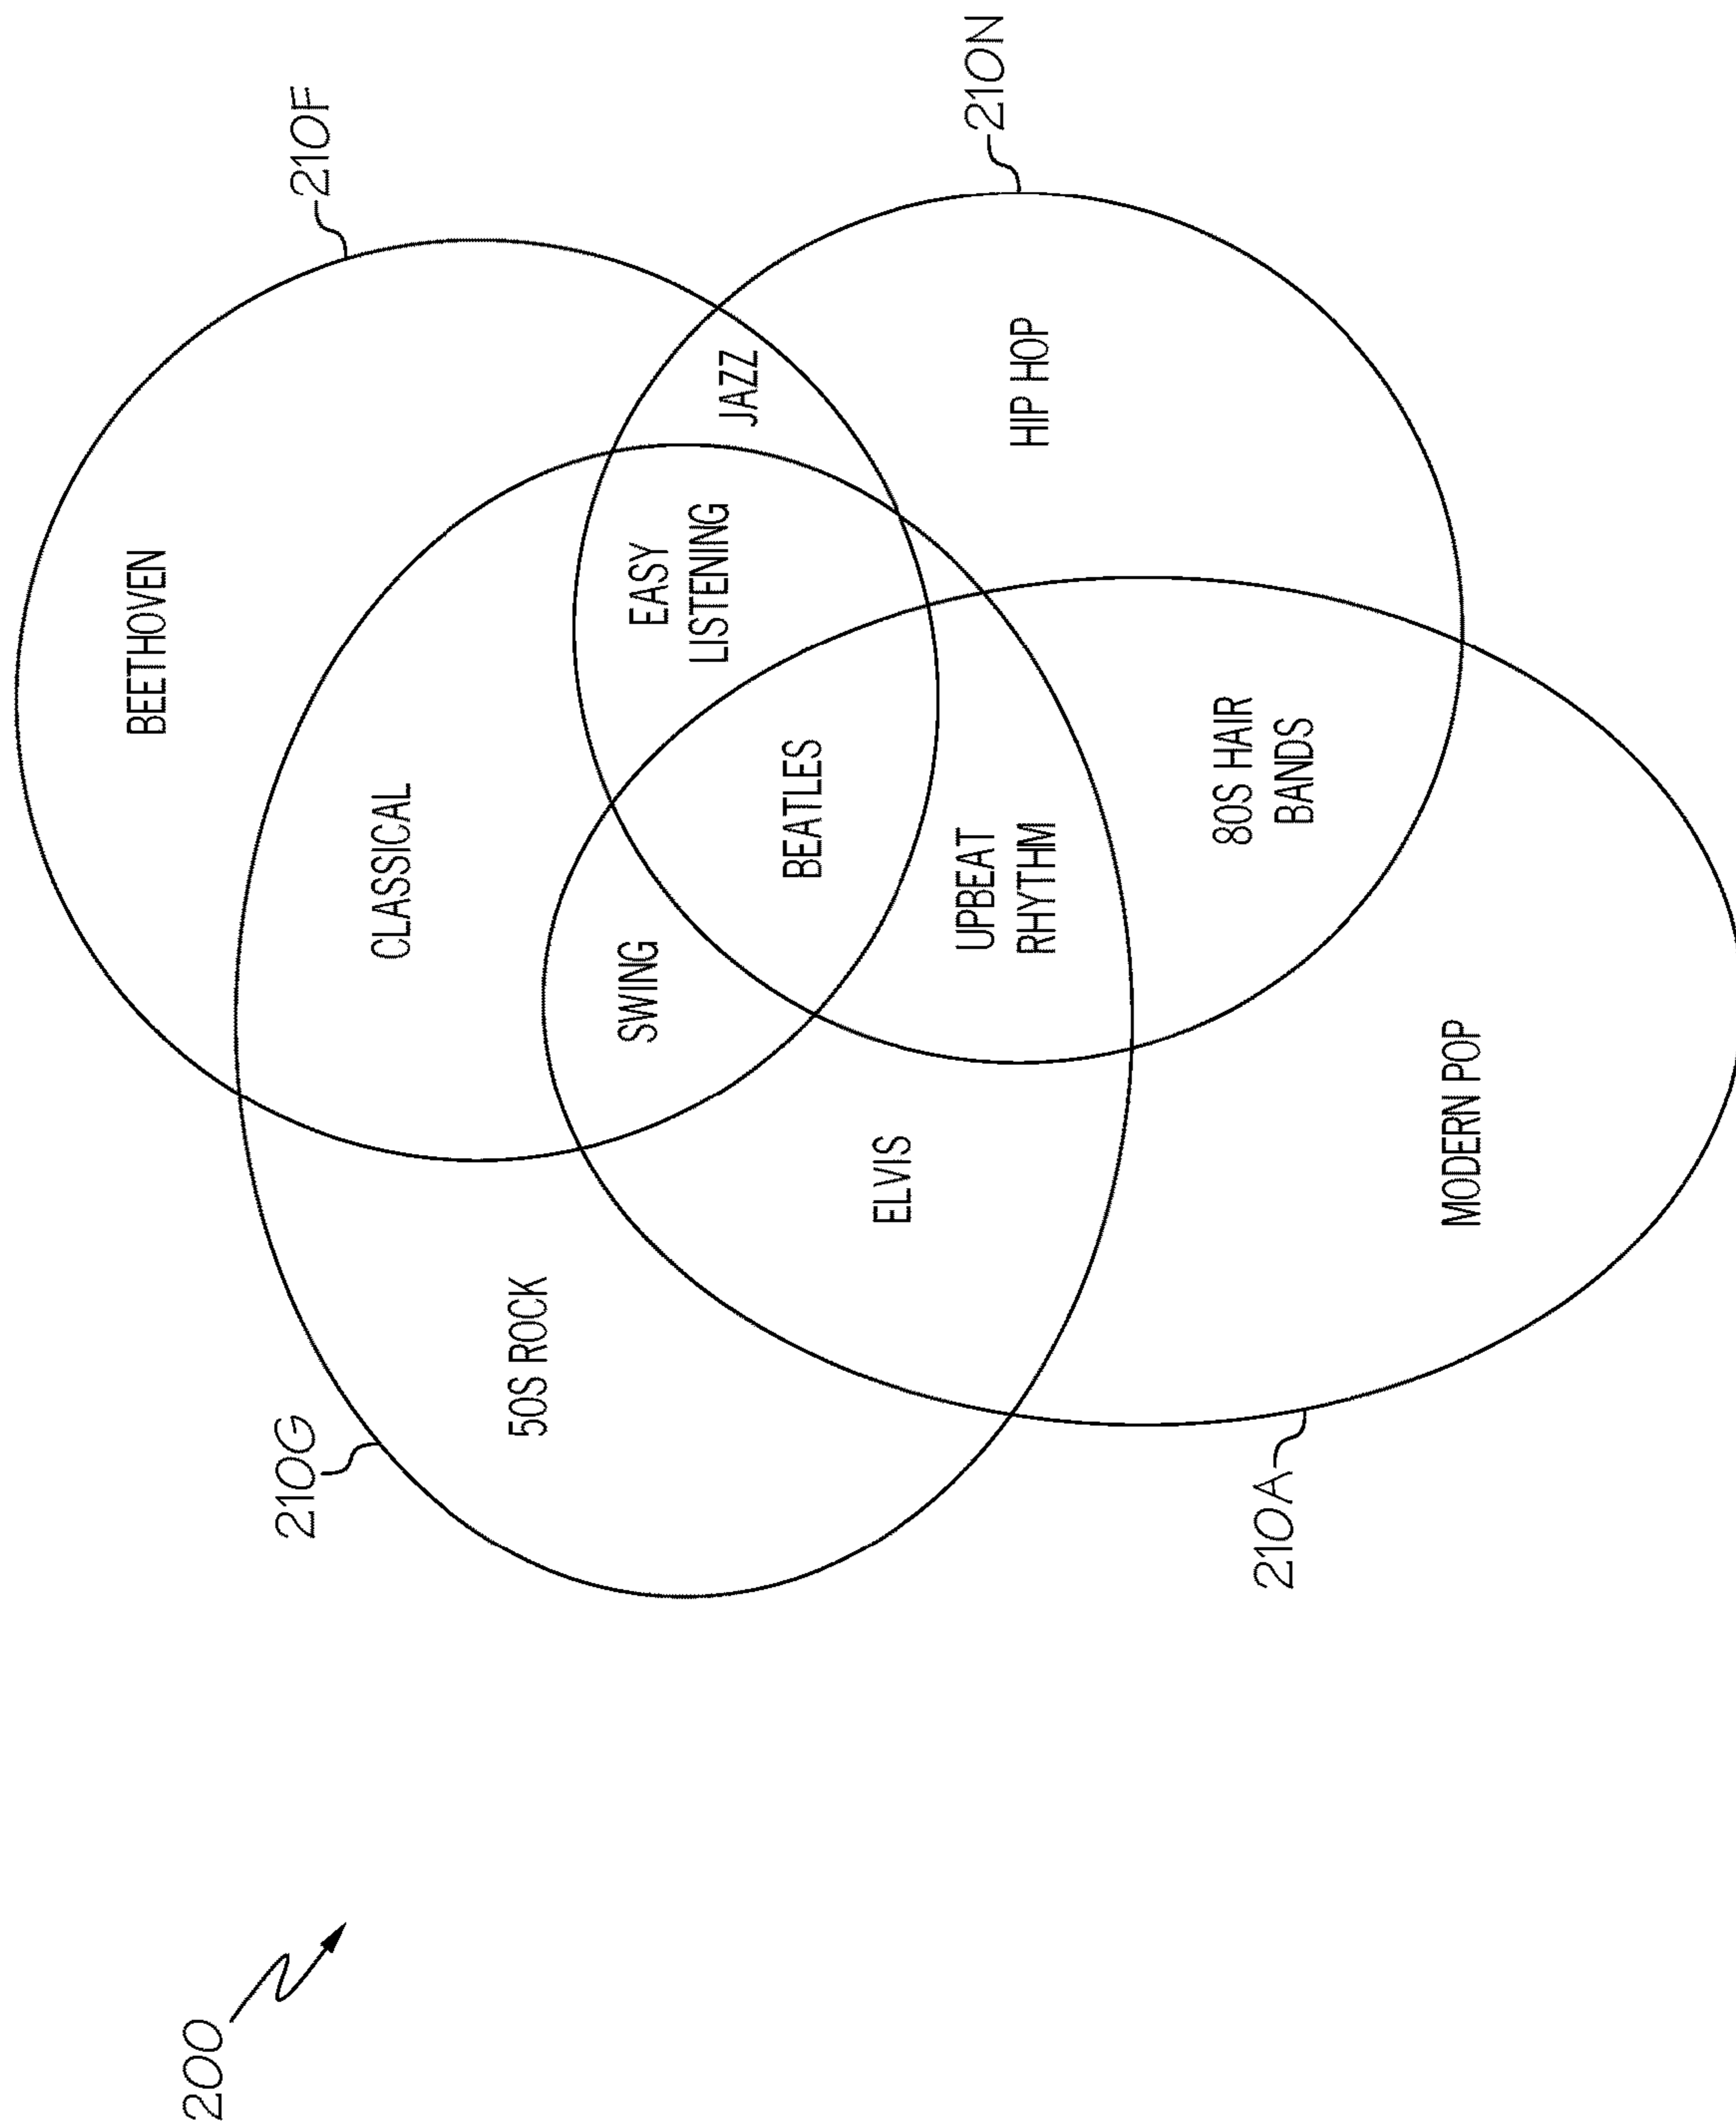 200
210G
210F
BEETHOVEN
CLASSICAL
50S ROCK
SWING
EASY
LISTENING
JAZZ
BEATLES
ELVIS
UPBEAT
RHYTHM
HIP HOP
210N
80S HAIR
BANDS
MODERN POP
210A